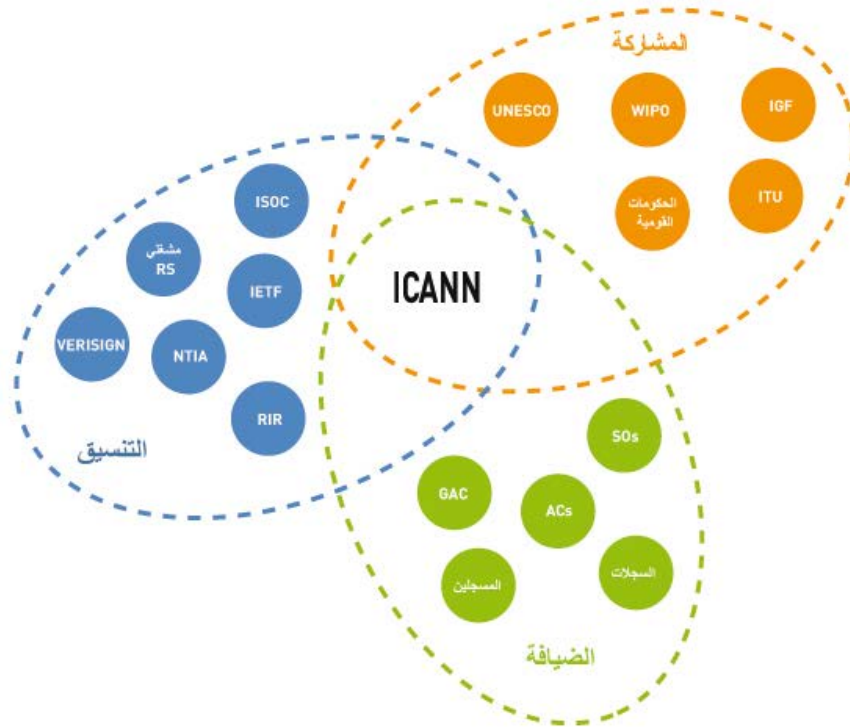 المشاركة
UNESCO
WIPO
IGF
الحكومات
القومية
ITU
ISOC
مشغلي
RS
IETF
VERISIGN
NTIA
RIR
التنسيق
ICANN
SOs
GAC
ACs
المسجلين
السجلات
الضيافة